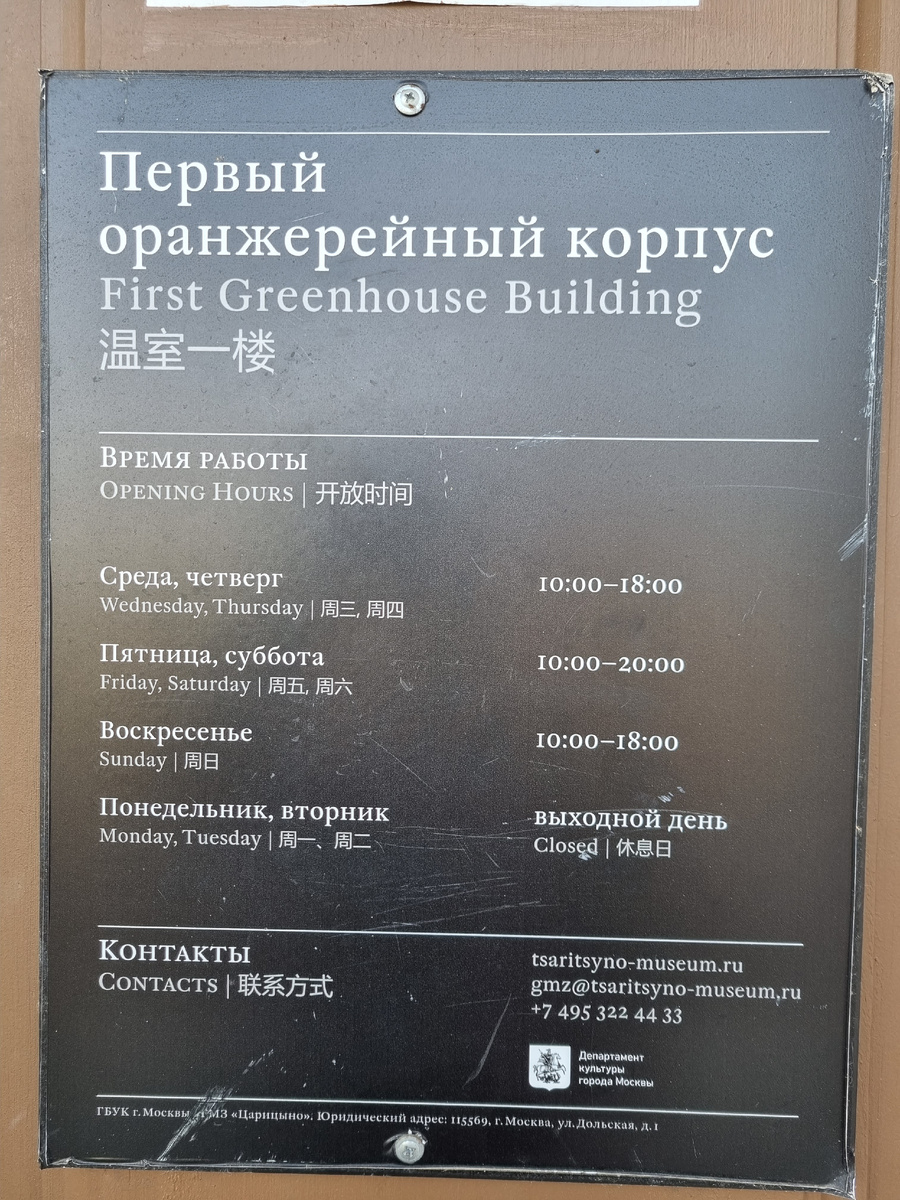 Первый
оранжерейный корпус
First Greenhouse Building
温室一楼
Время работы
Opening Hours | 开放时间
Среда, четверг
Wednesday, Thursday | 周三, 周四
10:00–18:00
Пятница, суббота
Friday, Saturday | 周五, 周六
10:00–20:00
Воскресенье
Sunday | 周日
10:00–18:00
Понедельник, вторник
Monday, Tuesday | 周一、周二
выходной день
Closed | 休息日
Контакты
Contacts | 联系方式
tsaritsyno-museum.ru
gmz@tsaritsyno-museum.ru
+7 495 322 44 33
Департамент
культуры
города Москвы
ГБУК г. Москвы «ГМЗ «Царицыно». Юридический адрес: 115569, г. Москва, ул. Дольская, д. 1